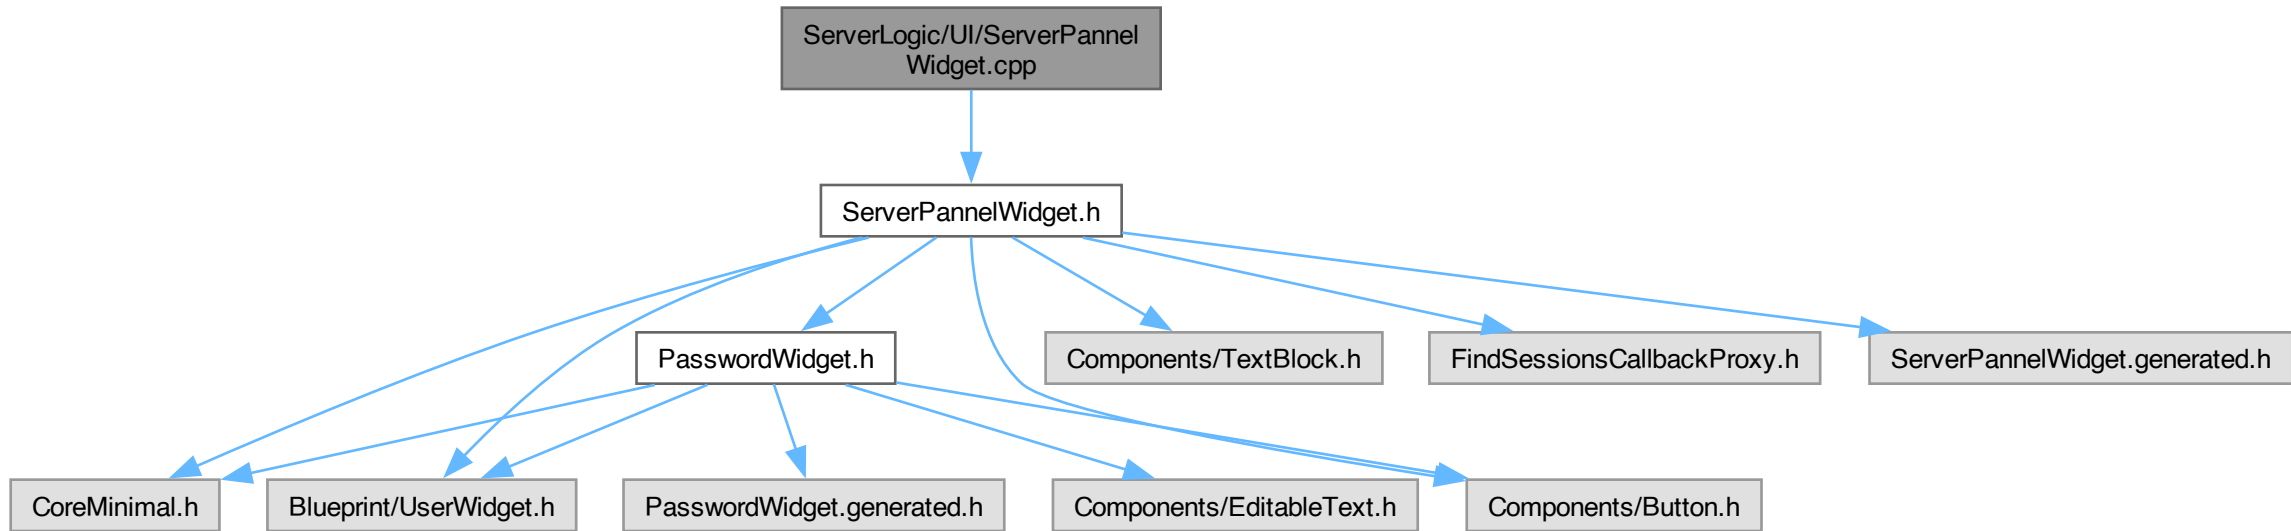 ServerLogic/UI/ServerPannel
Widget.cpp
ServerPannelWidget.h
PasswordWidget.h
Components/TextBlock.h
FindSessionsCallbackProxy.h
ServerPannelWidget.generated.h
CoreMinimal.h
Blueprint/UserWidget.h
PasswordWidget.generated.h
Components/EditableText.h
Components/Button.h